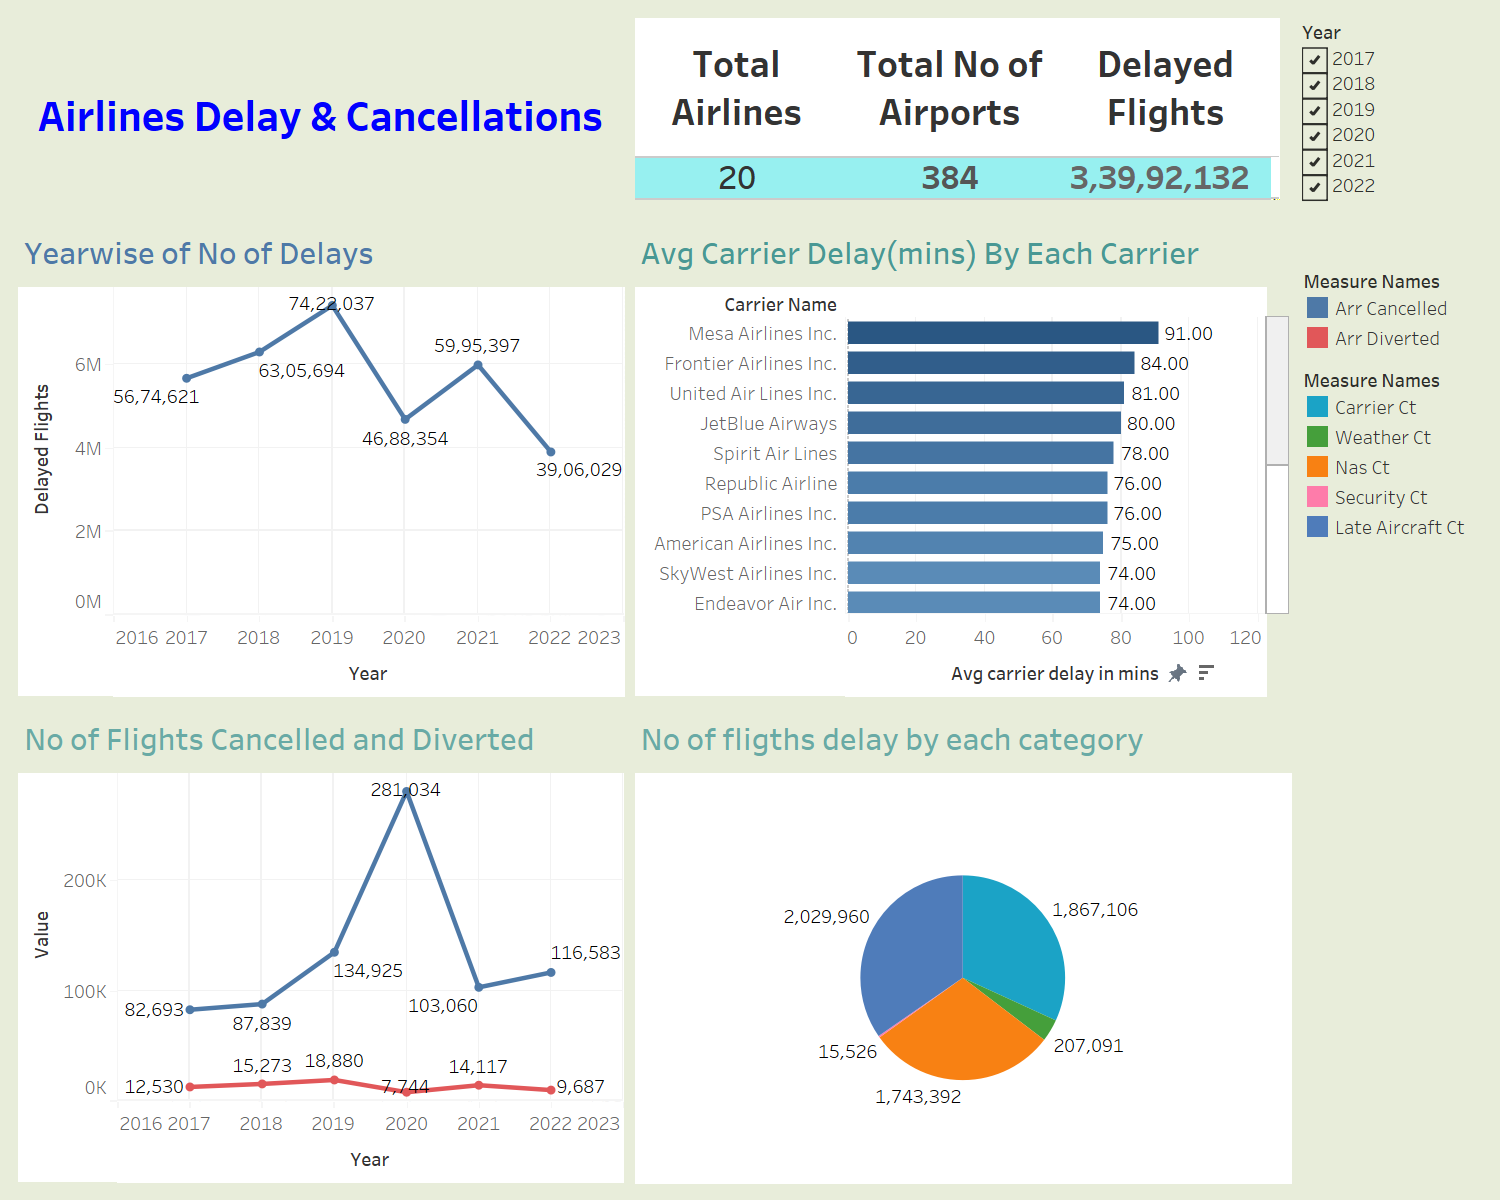 Airlines Delay & Cancellations
Total Airlines
Total No of Airports
Delayed Flights
20
384
3,39,92,132
Year
2017
2018
2019
2020
2021
2022
Yearwise of No of Delays
Delayed Flights
6M
4M
2M
0M
56,74,621
63,05,694
74,22,037
46,88,354
59,95,397
39,06,029
2016 2017 2018 2019 2020 2021 2022 2023
Year
Avg Carrier Delay(mins) By Each Carrier
Carrier Name
Mesa Airlines Inc. 91.00
Frontier Airlines Inc. 84.00
United Air Lines Inc. 81.00
JetBlue Airways 80.00
Spirit Air Lines 78.00
Republic Airline 76.00
PSA Airlines Inc. 76.00
American Airlines Inc. 75.00
SkyWest Airlines Inc. 74.00
Endeavor Air Inc. 74.00
0 20 40 60 80 100 120
Avg carrier delay in mins
Measure Names
Arr Cancelled
Arr Diverted
Measure Names
Carrier Ct
Weather Ct
Nas Ct
Security Ct
Late Aircraft Ct
No of Flights Cancelled and Diverted
Value
200K
100K
0K
82,693
87,839
134,925
281,034
103,060
116,583
12,530
15,273
18,880
7,744
14,117
9,687
2016 2017 2018 2019 2020 2021 2022 2023
Year
No of fligths delay by each category
2,029,960
1,867,106
15,526
207,091
1,743,392